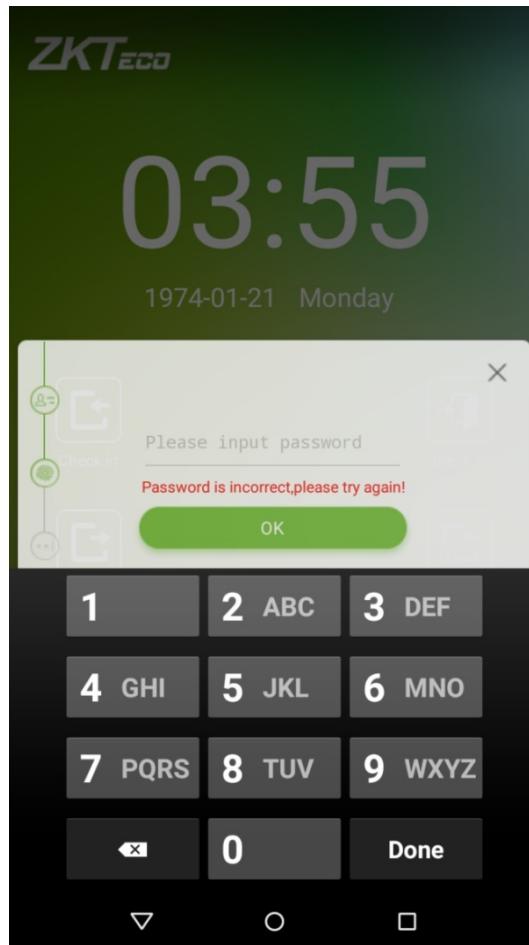 ZKTECO
03:55
1974-01-21 Monday
Please input password
Password is incorrect,please try again!
OK
1
2 ABC
3 DEF
4 GHI
5 JKL
6 MNO
7 PQRS
8 TUV
9 WXYZ
0
Done